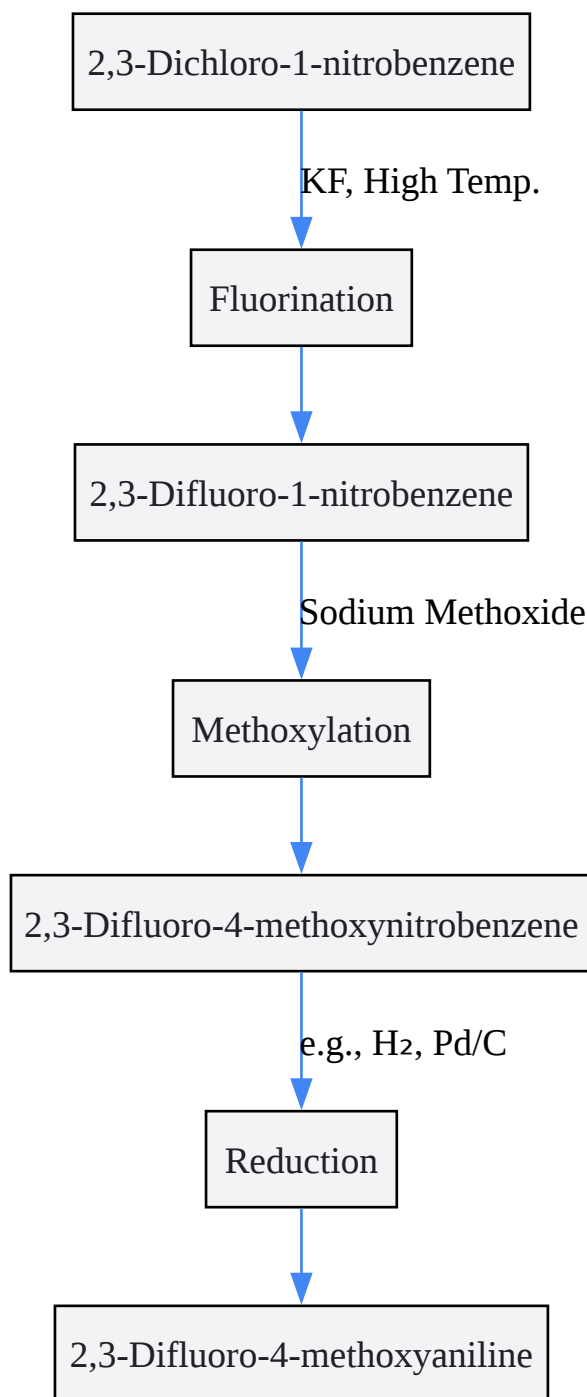 2,3-Dichloro-1-nitrobenzene
KF, High Temp.
Fluorination
2,3-Difluoro-1-nitrobenzene
Sodium Methoxide
Methoxylation
2,3-Difluoro-4-methoxynitrobenzene
e.g., H₂, Pd/C
Reduction
2,3-Difluoro-4-methoxyaniline